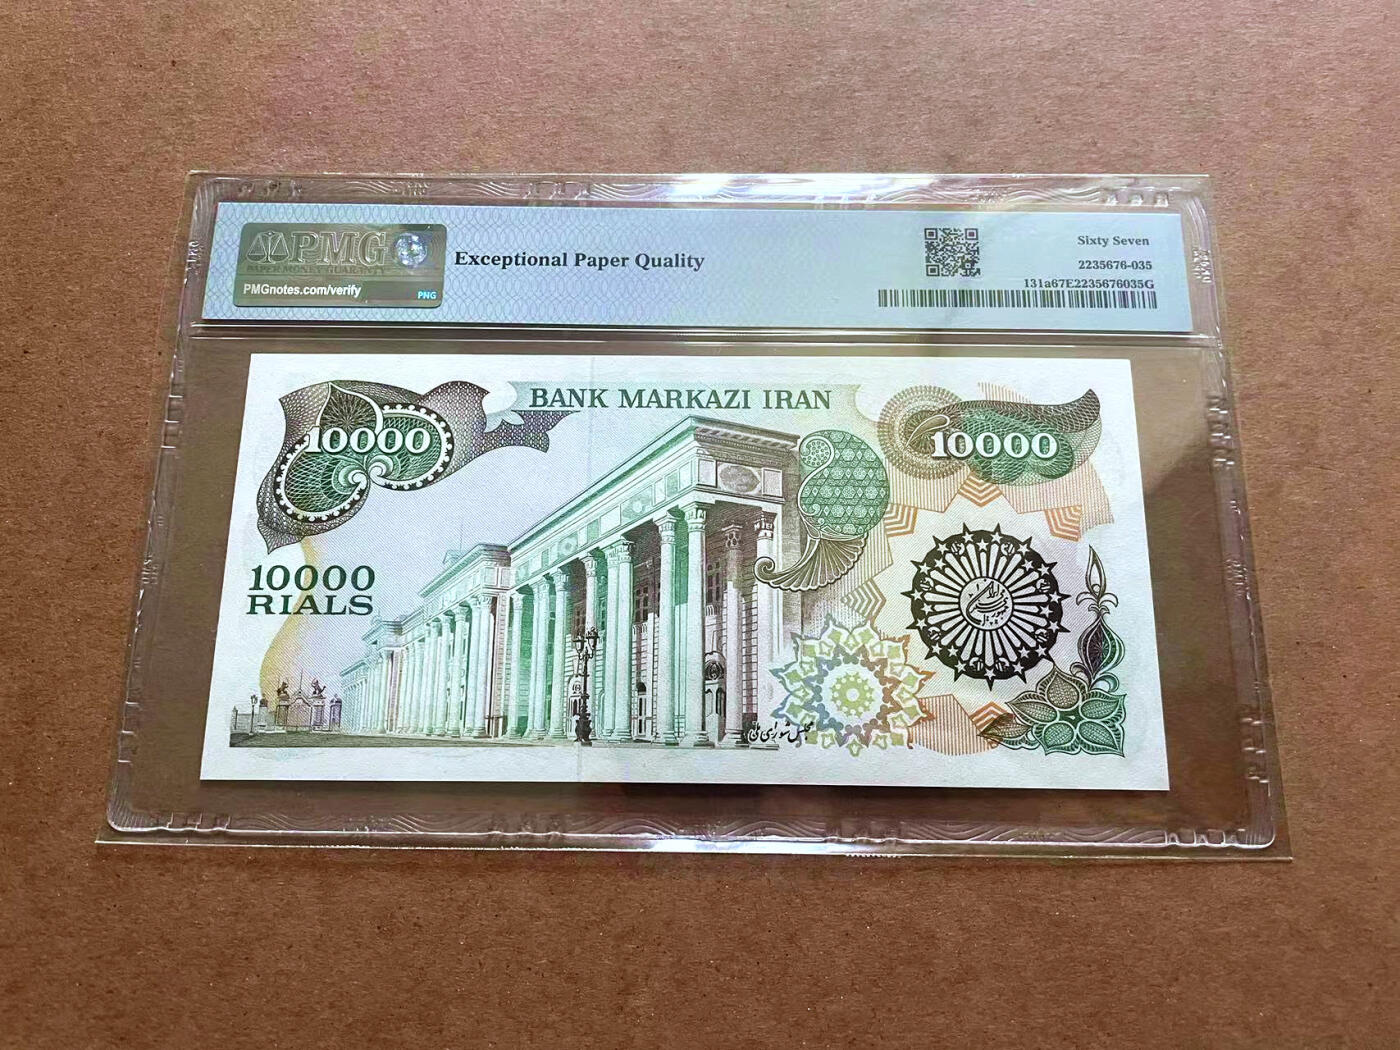 PMG
PAPER MONEY GUARANTY
PMGnotes.com/verify
PNG
Exceptional Paper Quality
Sixty Seven
2235676-035
131a67E2235676035G
BANK MARKAZI IRAN
10000
10000
10000
RIALS
مجلس شورای ملی